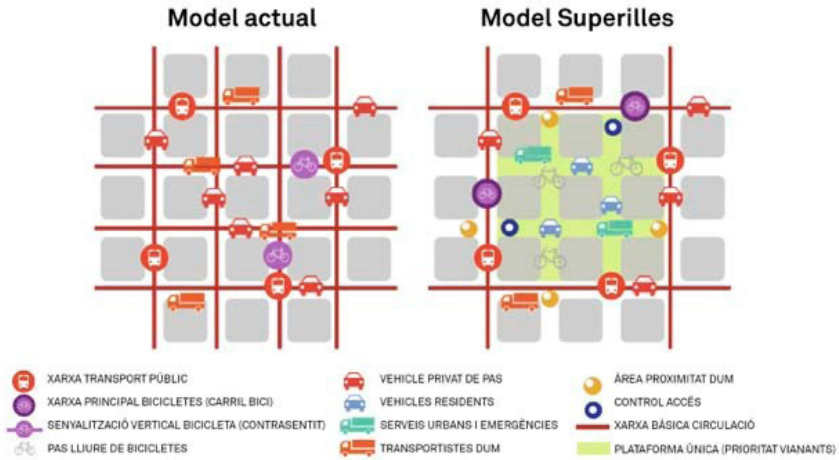 Model actual
Model Superilles
XARXA TRANSPORT PÚBLIC
XARXA PRINCIPAL BICICLETES (CARRIL BICI)
SENYALITZACIÓ VERTICAL BICICLETA (CONTRASENTIT)
PAS LLIURE DE BICICLETES
VEHICLE PRIVAT DE PAS
VEHICLES RESIDENTS
SERVEIS URBANS I EMERGÈNCIES
TRANSPORTISTES DUM
ÀREA PROXIMITAT DUM
CONTROL ACCÉS
XARXA BÀSICA CIRCULACIÓ
PLATAFORMA ÚNICA (PRIORITAT VIANANTS)